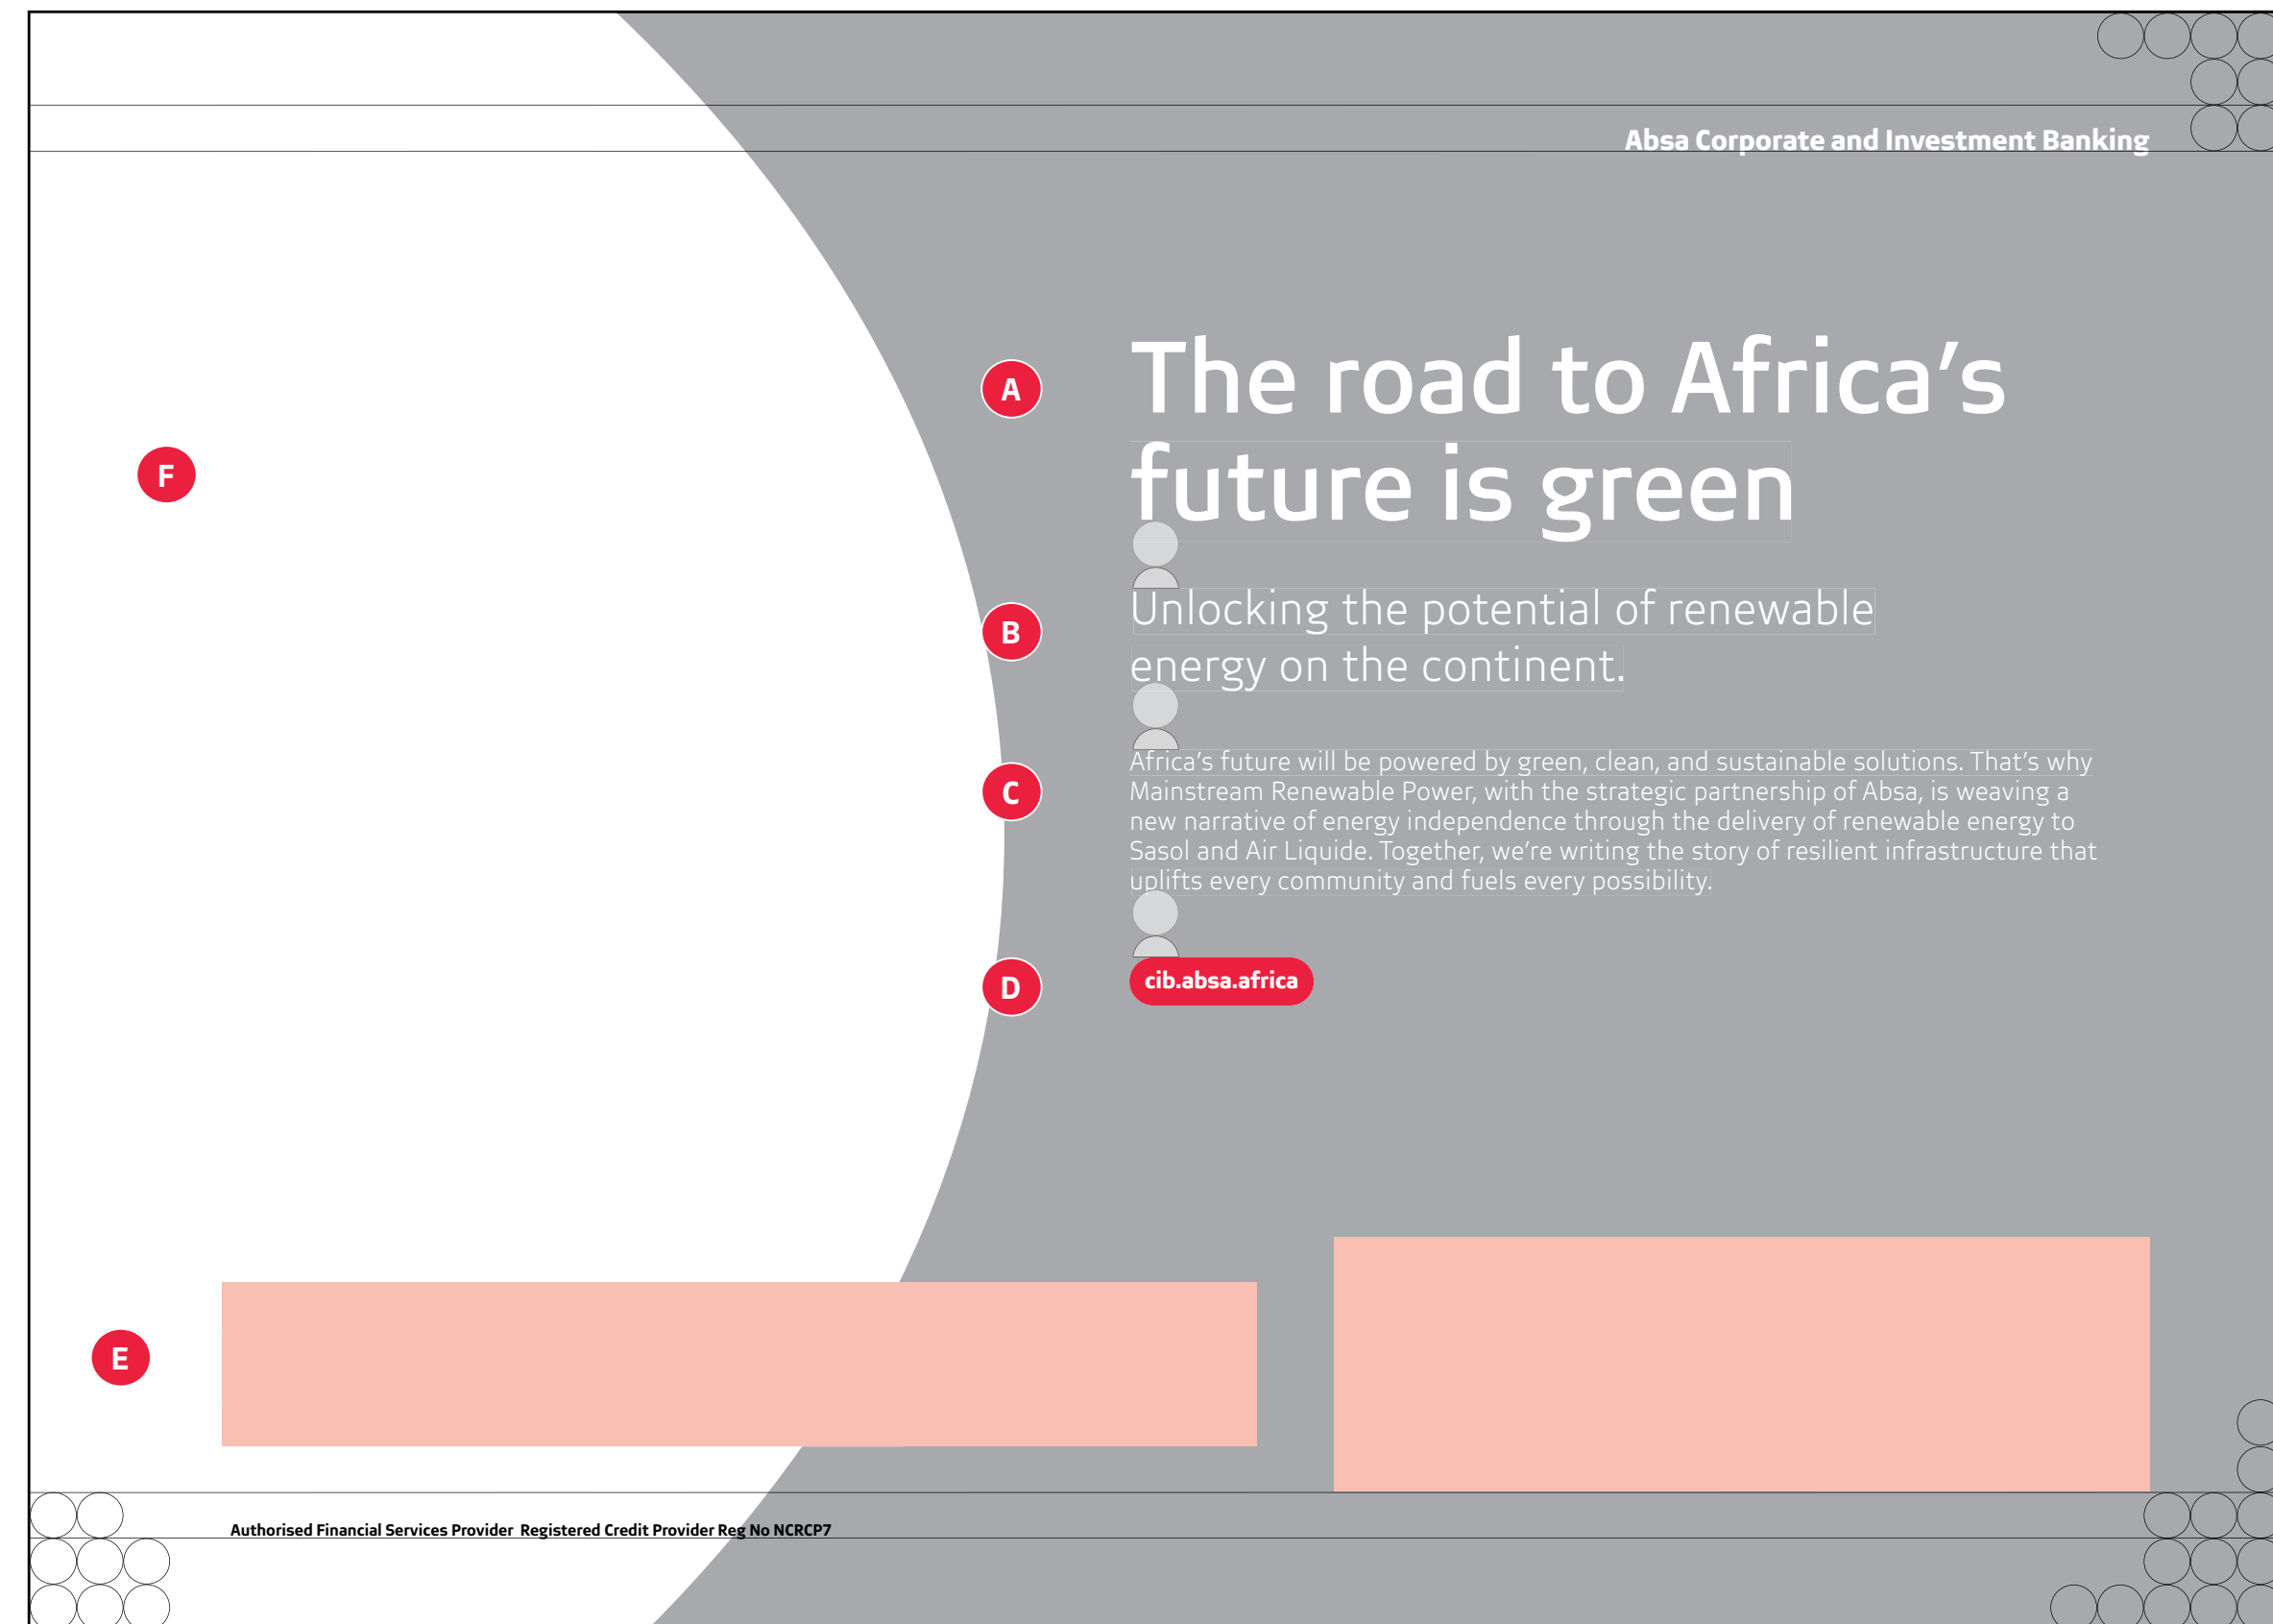 Absa Corporate and Investment Banking
A
The road to Africa’s
future is green
F
B
Unlocking the potential of renewable
energy on the continent.
C
Africa’s future will be powered by green, clean, and sustainable solutions. That’s why
Mainstream Renewable Power, with the strategic partnership of Absa, is weaving a
new narrative of energy independence through the delivery of renewable energy to
Sasol and Air Liquide. Together, we’re writing the story of resilient infrastructure that
uplifts every community and fuels every possibility.
D
cib.absa.africa
E
Authorised Financial Services Provider Registered Credit Provider Reg No NCRCP7